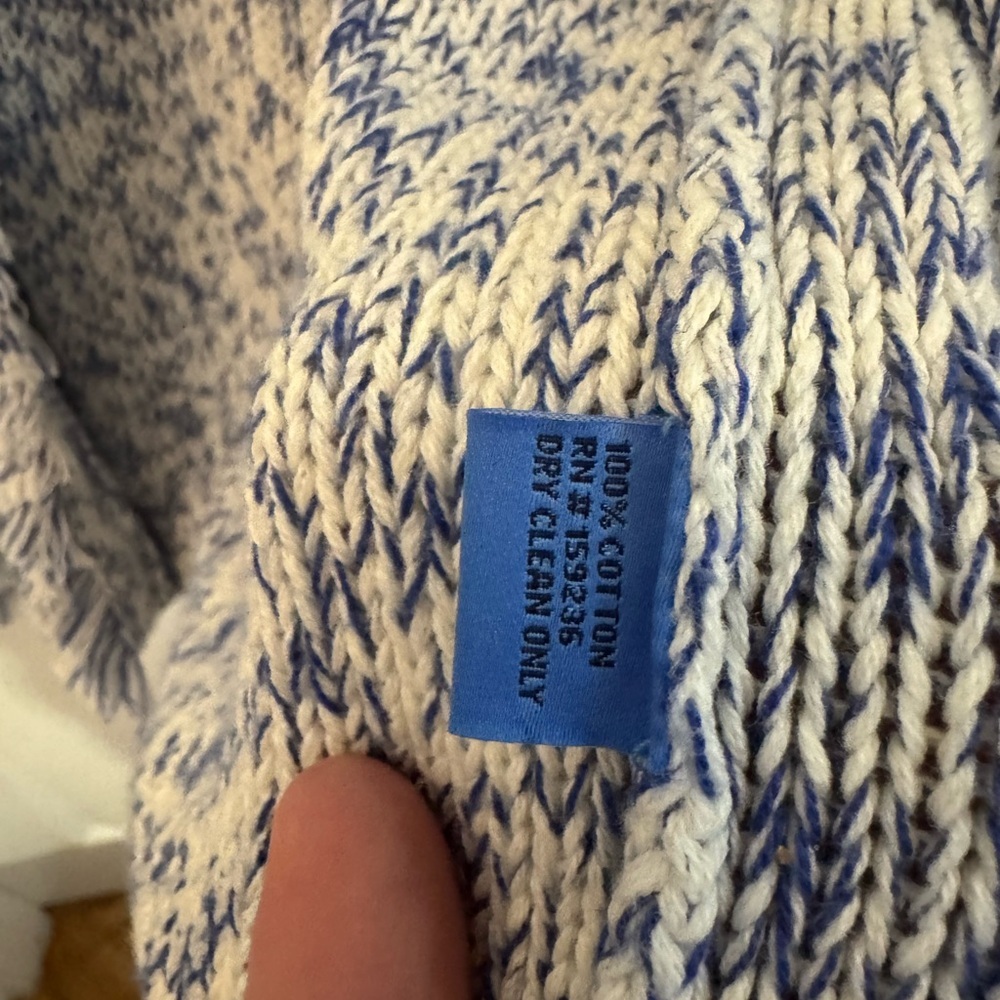 100% COTTON
RN # 159236
DRY CLEAN ONLY